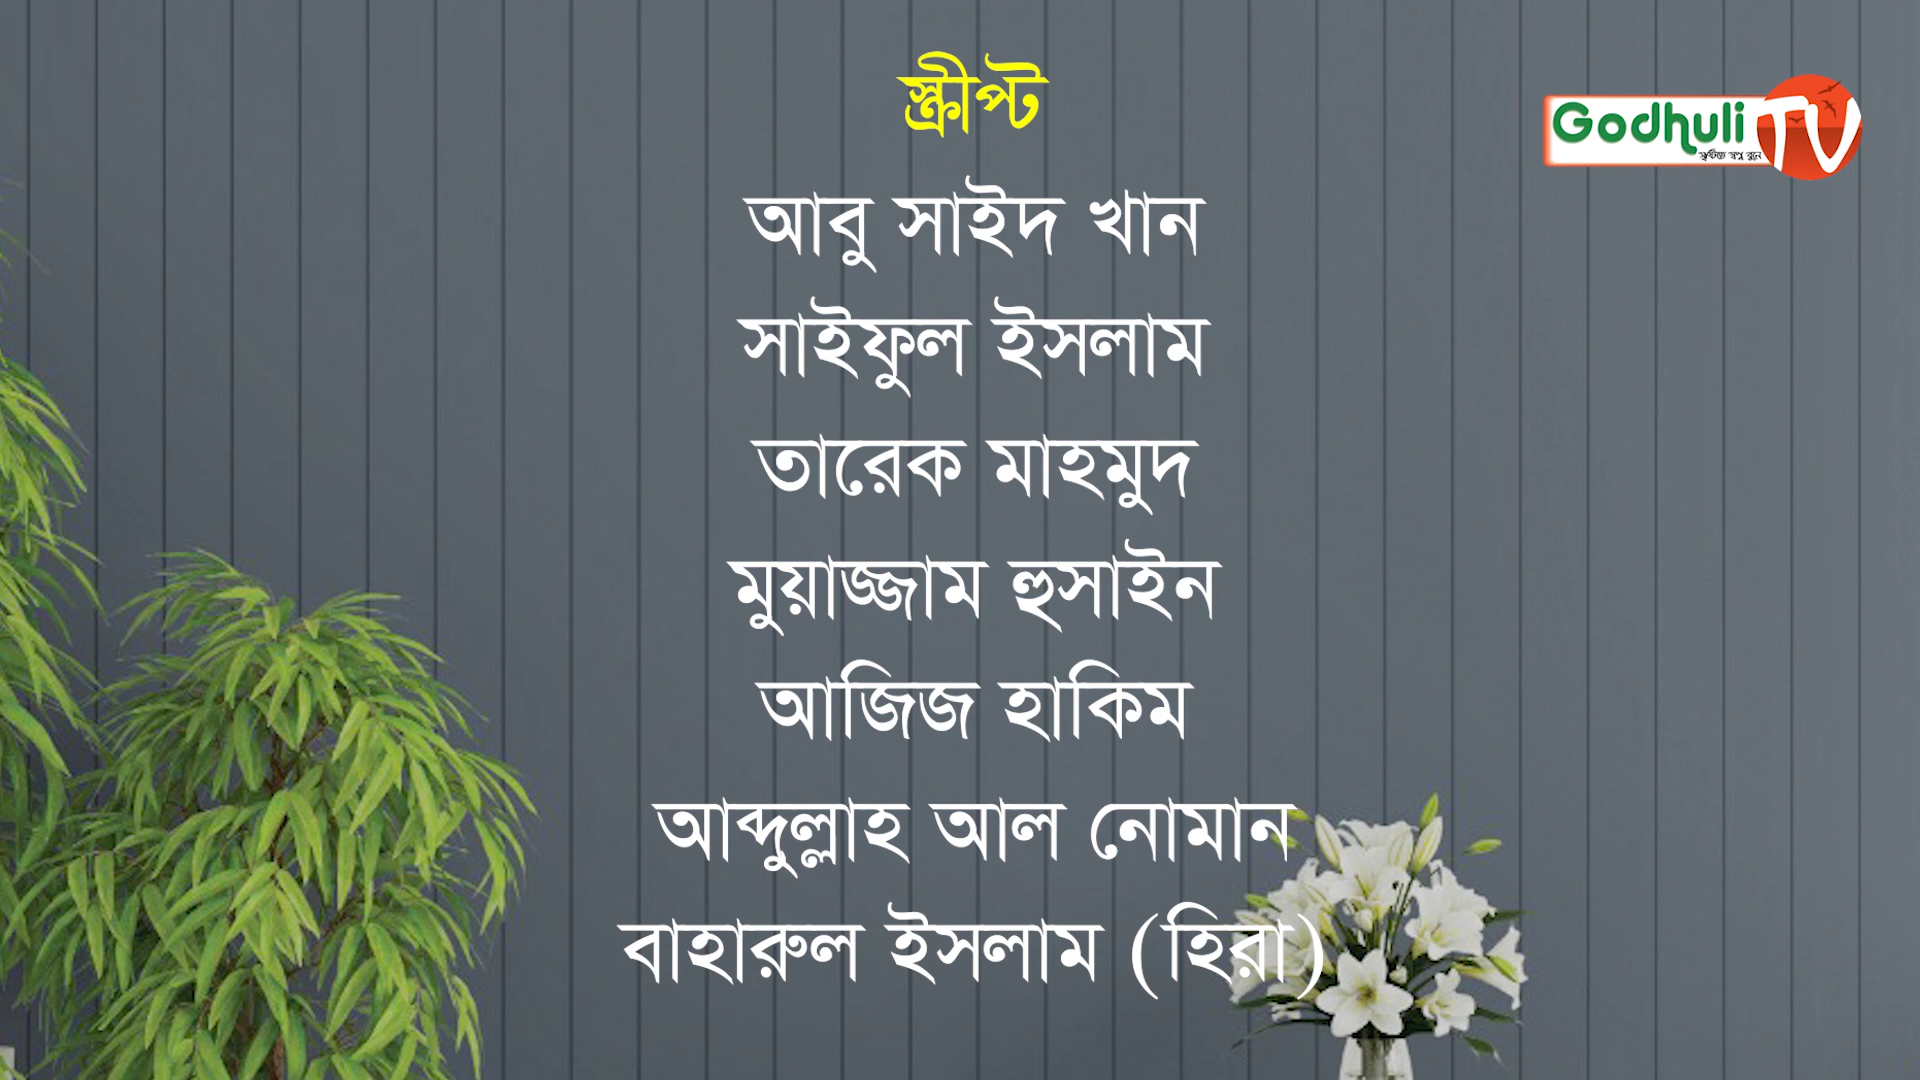 স্ক্রীপ্ট
Godhuli TV
আবু সাইদ খান
সাইফুল ইসলাম
তারেক মাহমুদ
মুয়াজ্জাম হুসাইন
আজিজ হাকিম
আব্দুল্লাহ আল নোমান
বাহারুল ইসলাম (হিরা)